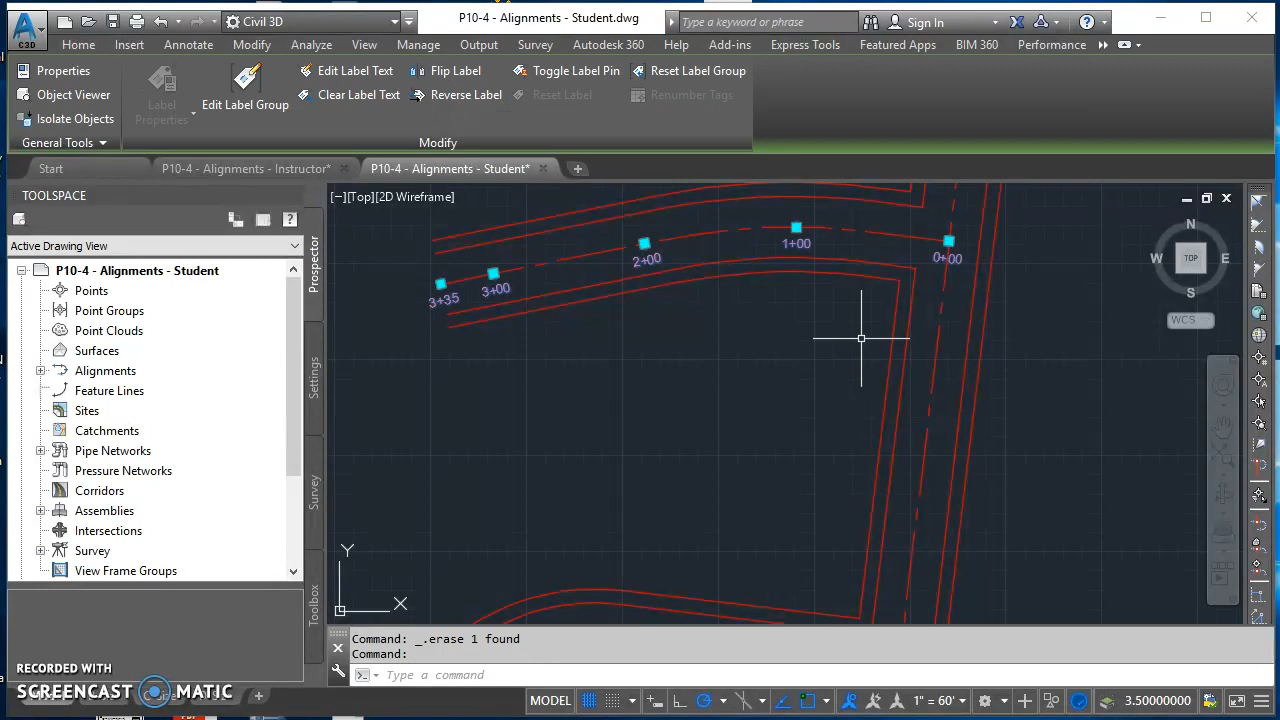 C3D
Civil 3D
P10-4 - Alignments - Student.dwg
Type a keyword or phrase
Sign In
?
Home Insert Annotate Modify Analyze View Manage Output Survey Autodesk 360 Help Add-ins Express Tools Featured Apps BIM 360 Performance
Properties
Object Viewer
Isolate Objects
General Tools
Label Properties
Edit Label Group
Edit Label Text
Clear Label Text
Flip Label
Reverse Label
Toggle Label Pin
Reset Label
Reset Label Group
Renumber Tags
Modify
Start
P10-4 - Alignments - Instructor*
P10-4 - Alignments - Student*
TOOLSPACE
?
Active Drawing View
P10-4 - Alignments - Student
Points
Point Groups
Point Clouds
Surfaces
Alignments
Feature Lines
Sites
Catchments
Pipe Networks
Pressure Networks
Corridors
Assemblies
Intersections
Survey
View Frame Groups
Prospector
Settings
Survey
Toolbox
[−][Top][2D Wireframe]
3+35
3+00
2+00
1+00
0+00
N
W
TOP
E
S
WCS
Y
X
Command: _.erase 1 found
Command:
Type a command
RECORDED WITH
SCREENCAST MATIC
MODEL
1" = 60'
3.50000000